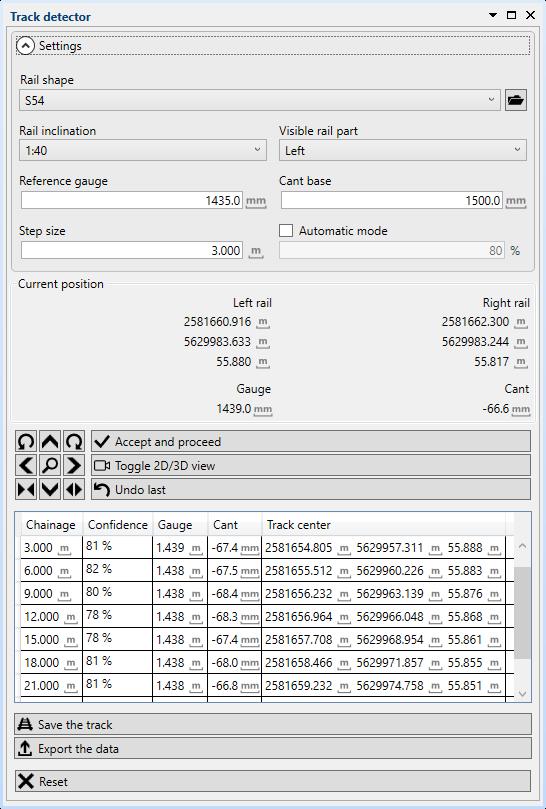 Track detector
Settings
Rail shape
S54
Rail inclination Visible rail part
1:40 Left
Reference gauge Cant base
1435.0 mm 1500.0 mm
Step size Automatic mode
3.000 m 80 %
Current position
Left rail Right rail
2581660.916 m 2581662.300 m
5629983.633 m 5629983.244 m
55.880 m 55.817 m
Gauge Cant
1439.0 mm -66.6 mm
Accept and proceed
Toggle 2D/3D view
Undo last
Chainage Confidence Gauge Cant Track center
3.000 m 81 % 1.439 m -67.4 mm 2581654.805 m 5629957.311 m 55.888 m
6.000 m 82 % 1.438 m -67.5 mm 2581655.512 m 5629960.226 m 55.883 m
9.000 m 80 % 1.438 m -68.4 mm 2581656.232 m 5629963.139 m 55.876 m
12.000 m 78 % 1.438 m -68.3 mm 2581656.964 m 5629966.048 m 55.868 m
15.000 m 78 % 1.438 m -67.4 mm 2581657.708 m 5629968.954 m 55.861 m
18.000 m 81 % 1.438 m -68.0 mm 2581658.466 m 5629971.857 m 55.855 m
21.000 m 81 % 1.438 m -66.8 mm 2581659.232 m 5629974.758 m 55.851 m
Save the track
Export the data
Reset